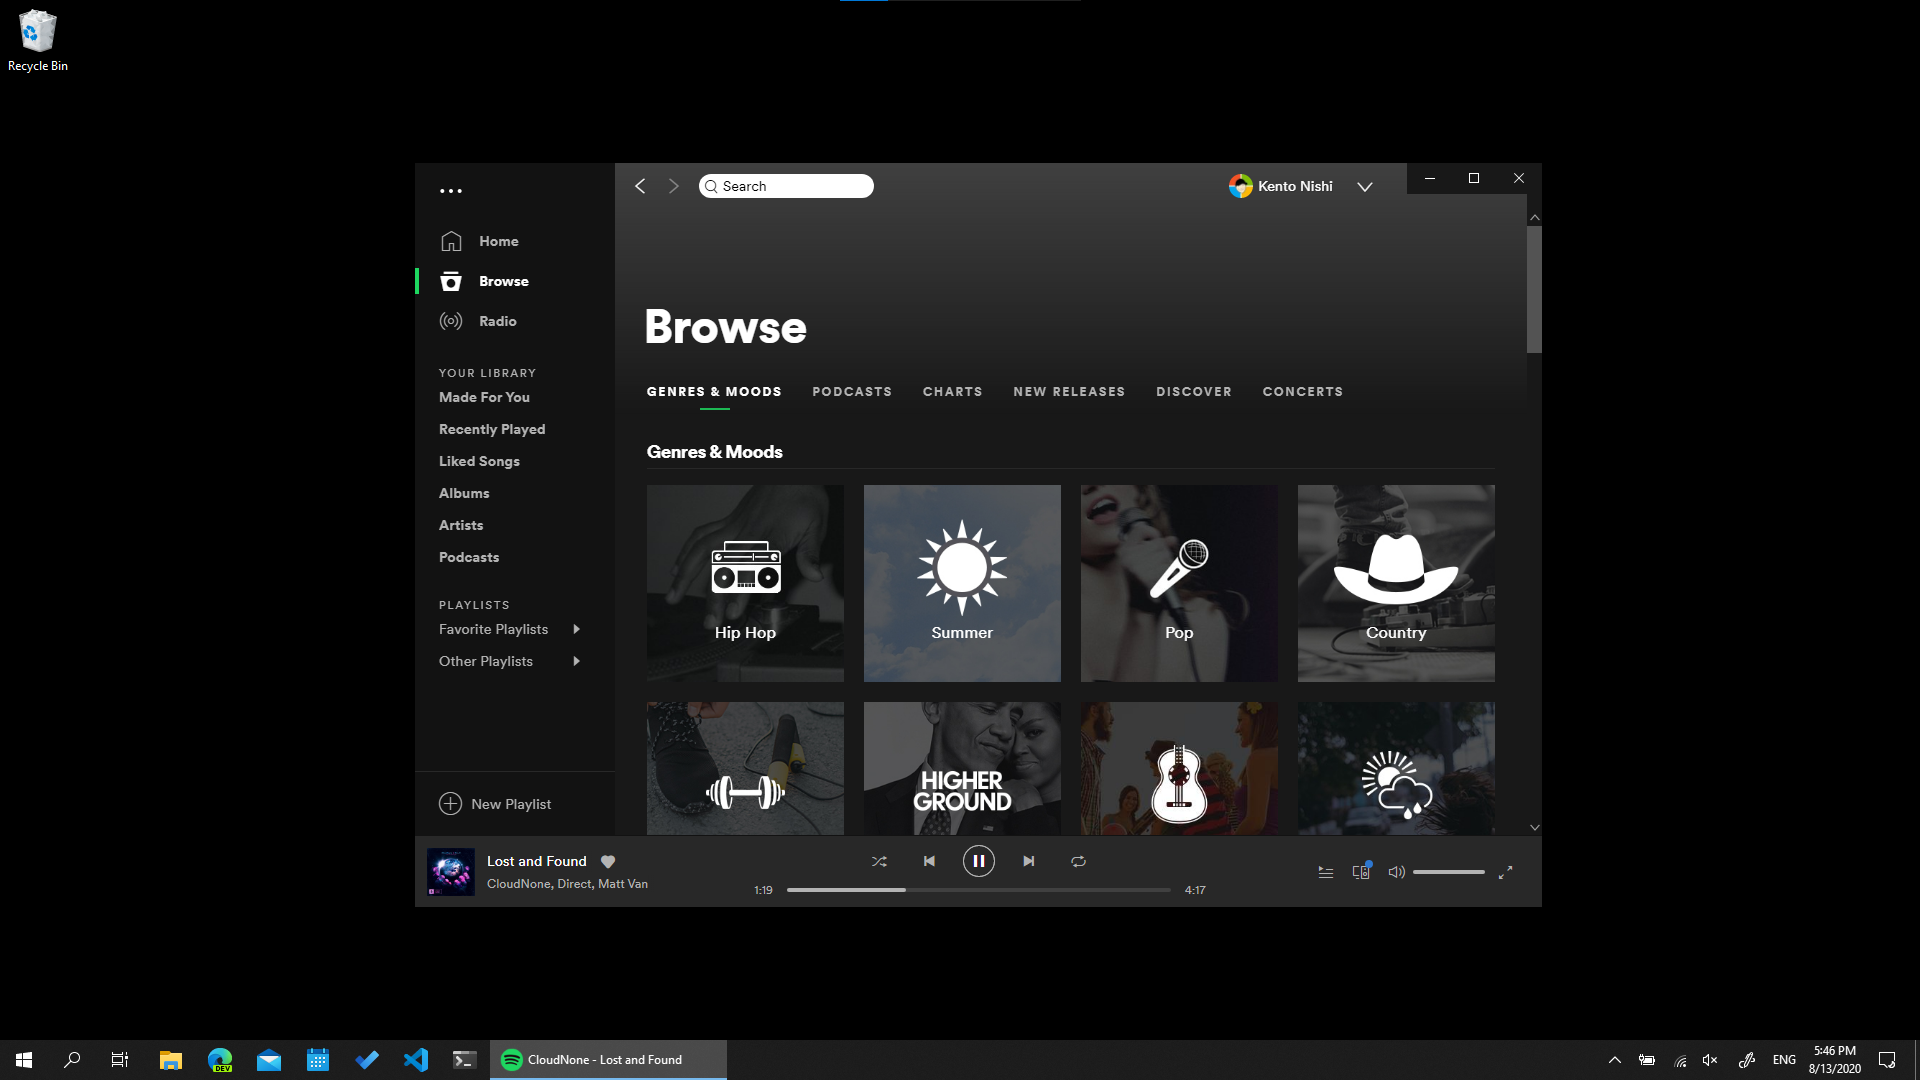 Recycle Bin
Search
Kento Nishi
Home
Browse
Radio
YOUR LIBRARY
Made For You
Recently Played
Liked Songs
Albums
Artists
Podcasts
PLAYLISTS
Favorite Playlists
Other Playlists
New Playlist
Browse
GENRES & MOODS PODCASTS CHARTS NEW RELEASES DISCOVER CONCERTS
Genres & Moods
Hip Hop
Summer
Pop
Country
HIGHER
GROUND
Lost and Found
CloudNone, Direct, Matt Van
1:19
4:17
DEV
CloudNone - Lost and Found
ENG
5:46 PM
8/13/2020